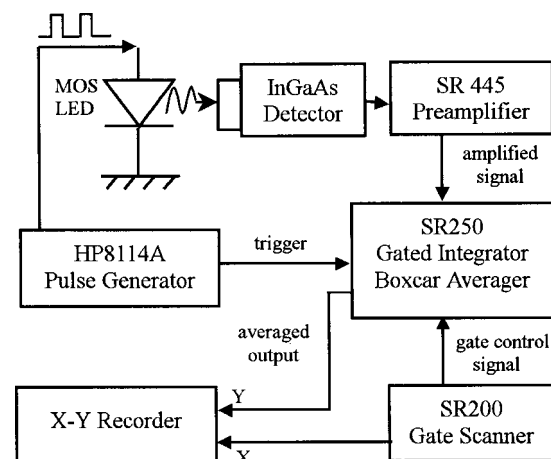 MOS
LED
InGaAs
Detector
SR 445
Preamplifier
amplified
signal
HP8114A
Pulse Generator
trigger
SR250
Gated Integrator
Boxcar Averager
averaged
output
gate control
signal
Y
X-Y Recorder
X
SR200
Gate Scanner